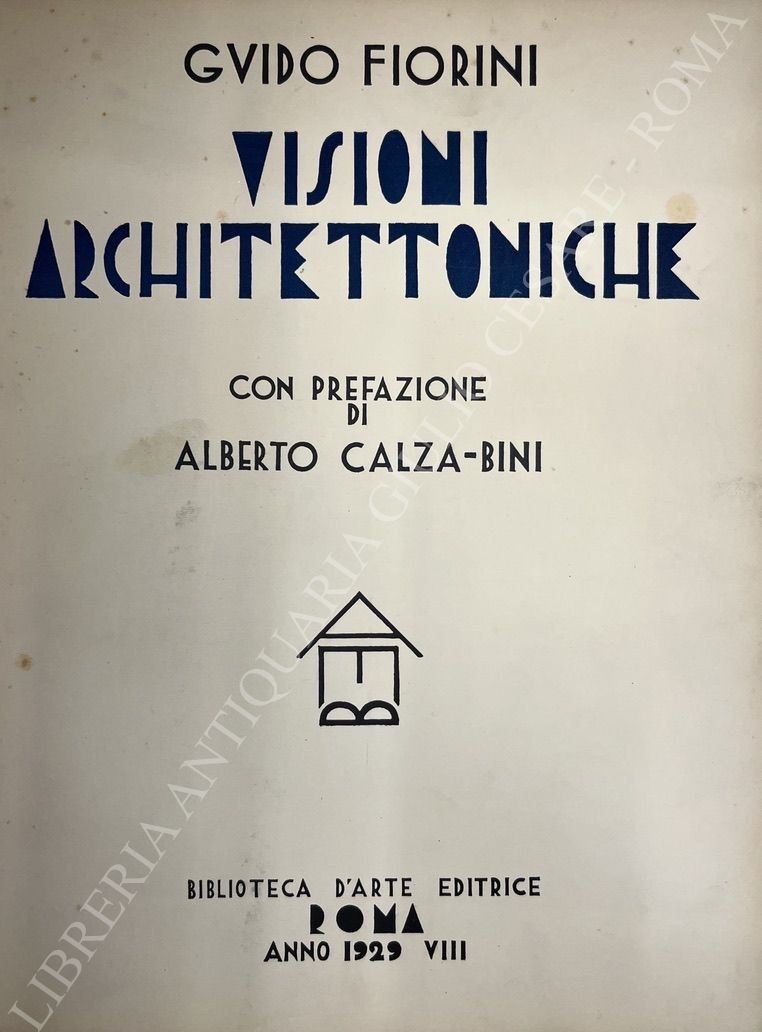 GVIDO FIORINI
VISIONI
ARCHITETTONICHE
CON PREFAZIONE
DI
ALBERTO CALZA-BINI
BIBLIOTECA D'ARTE EDITRICE
ROMA
ANNO 1929 VIII
LIBRERIA ANTIQUARIA GIULIO CESARE - ROMA